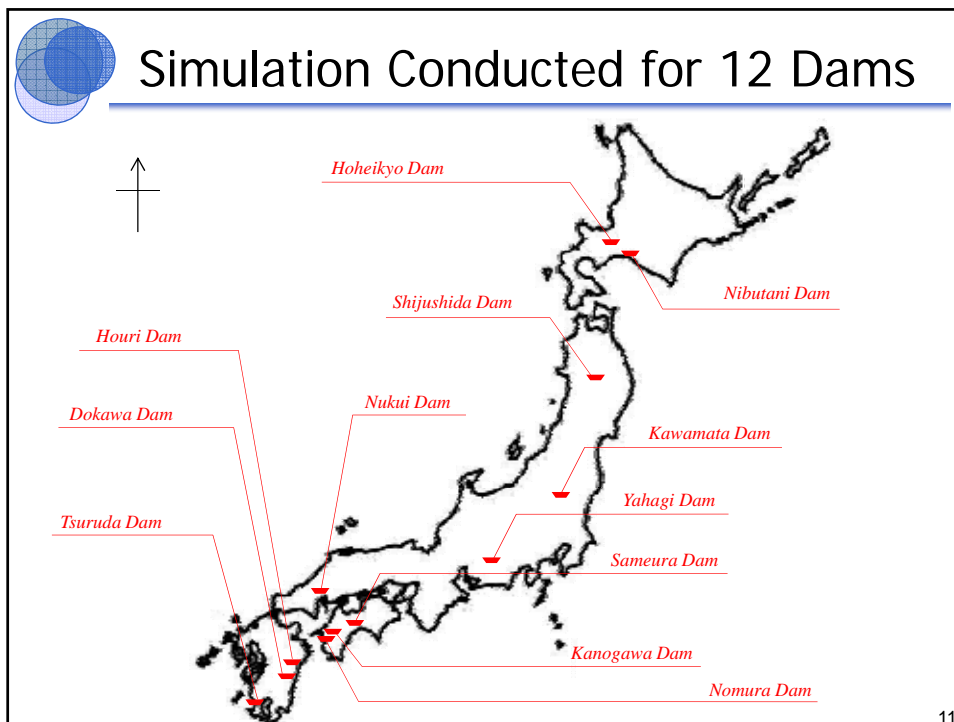 Simulation Conducted for 12 Dams
Hoheikyo Dam
Nibutani Dam
Shijushida Dam
Houri Dam
Nukui Dam
Dokawa Dam
Kawamata Dam
Yahagi Dam
Tsuruda Dam
Sameura Dam
Kanogawa Dam
Nomura Dam
11